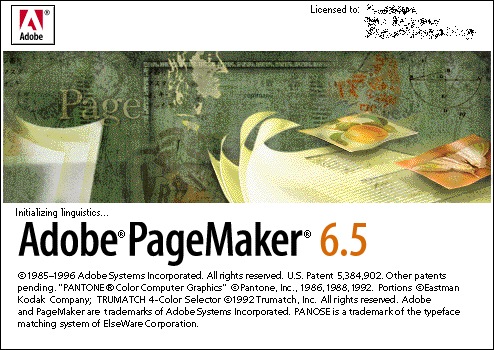 Licensed to:
Adobe
Page
Initializing linguistics...
Adobe® PageMaker® 6.5
©1985–1996 Adobe Systems Incorporated. All rights reserved. U.S. Patent 5,384,902. Other patents
pending. "PANTONE® Color Computer Graphics" ©Pantone, Inc., 1986, 1988, 1992. Portions ©Eastman
Kodak Company; TRUMATCH 4-Color Selector ©1992 Trumatch, Inc. All rights reserved. Adobe
and PageMaker are trademarks of Adobe Systems Incorporated. PANOSE is a trademark of the typeface
matching system of ElseWare Corporation.